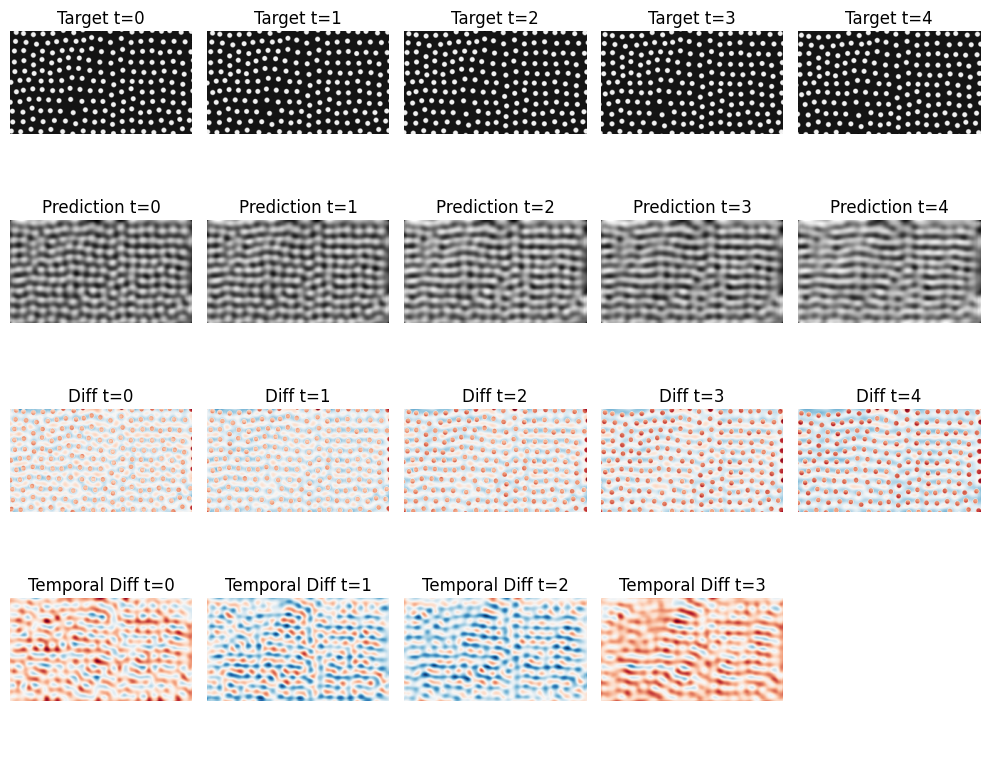 Target t=0
Target t=1
Target t=2
Target t=3
Target t=4
Prediction t=0
Prediction t=1
Prediction t=2
Prediction t=3
Prediction t=4
Diff t=0
Diff t=1
Diff t=2
Diff t=3
Diff t=4
Temporal Diff t=0
Temporal Diff t=1
Temporal Diff t=2
Temporal Diff t=3